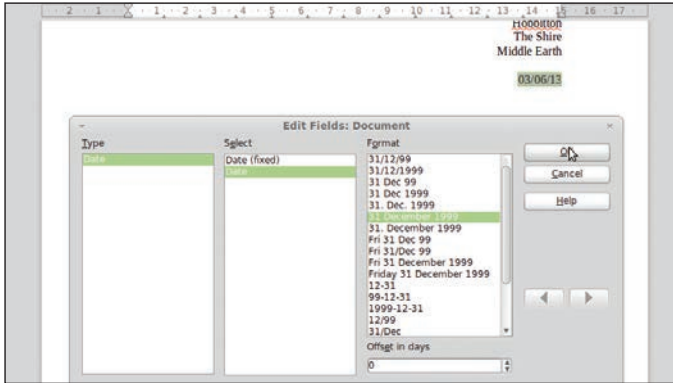 2 1 1 2 3 4 5 6 7 8 9 10 11 12 13 14 15 16 17
Hobbitton
The Shire
Middle Earth
03/06/13
Edit Fields: Document
Type
Date
Select
Date (fixed)
Date
Format
31/12/99
31/12/1999
31 Dec 99
31 Dec 1999
31. Dec. 1999
31 December 1999
31. December 1999
Fri 31 Dec 99
Fri 31/Dec 99
Fri 31 December 1999
Friday 31 December 1999
12-31
99-12-31
1999-12-31
12/99
31/Dec
Offset in days
0
Cancel
Help